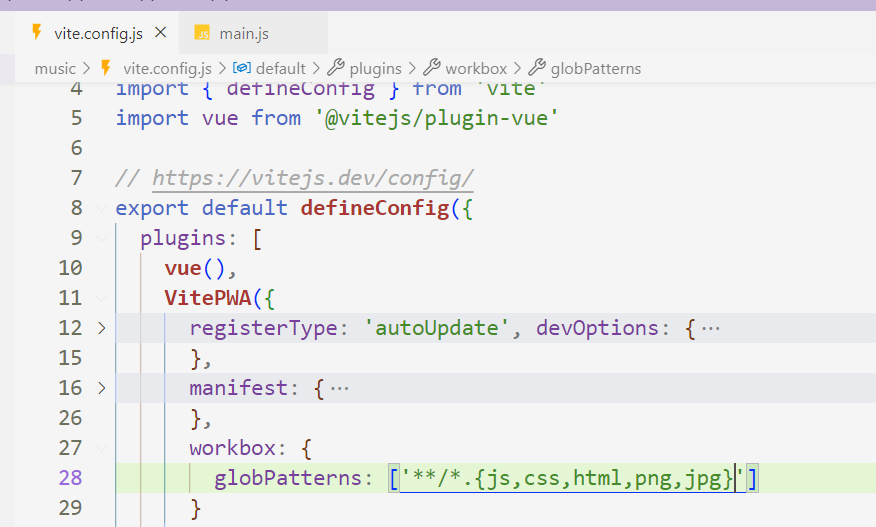 vite.config.js
JS main.js
music > vite.config.js > default > plugins > workbox > globPatterns
4 import { defineConfig } from 'vite'
5 import vue from '@vitejs/plugin-vue'
6
7 // https://vitejs.dev/config/
8 export default defineConfig({
9 plugins: [
10 vue(),
11 VitePWA({
12 registerType: 'autoUpdate', devOptions: {···
15 },
16 manifest: {···
26 },
27 workbox: {
28 globPatterns: ['**/*.{js,css,html,png,jpg}']
29 }